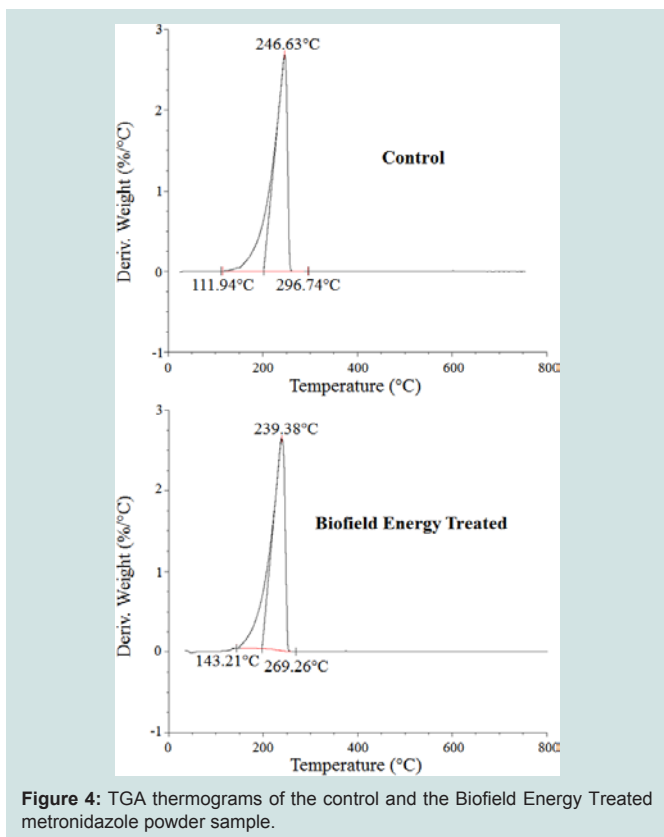 3
246.63°C
2
Control
1
0
111.94°C 296.74°C
-1
0 200 400 600 800
Deriv. Weight (%/°C)
Temperature (°C)
3
239.38°C
2
Biofield Energy Treated
1
0
143.21°C 269.26°C
-1
0 200 400 600 800
Deriv. Weight (%/°C)
Temperature (°C)
Figure 4: TGA thermograms of the control and the Biofield Energy Treated
metronidazole powder sample.